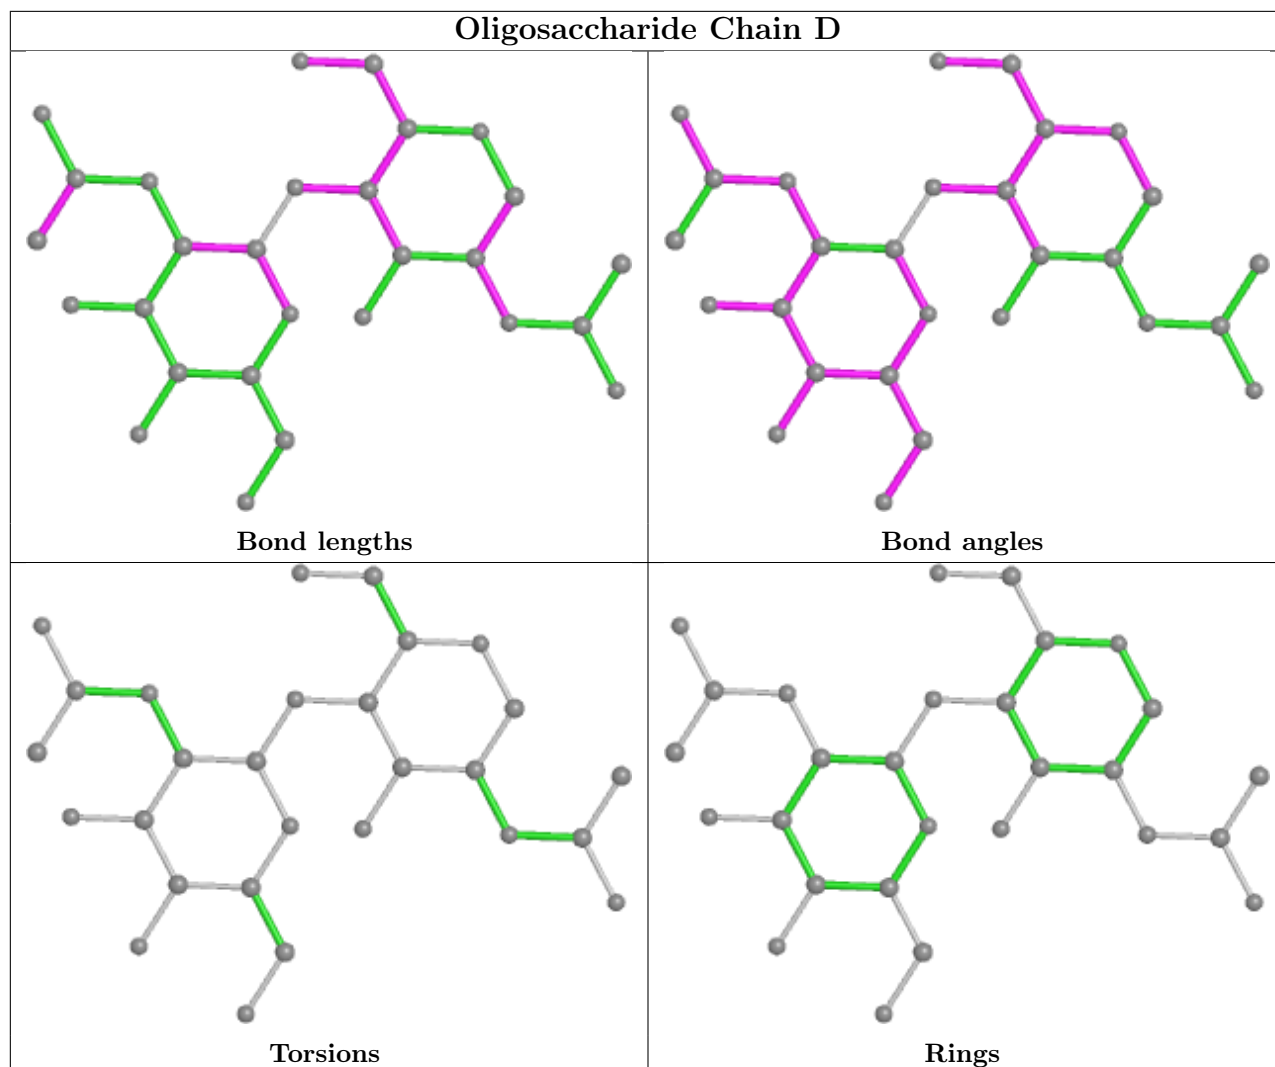 Oligosaccharide Chain D
Bond lengths
Bond angles
Torsions
Rings